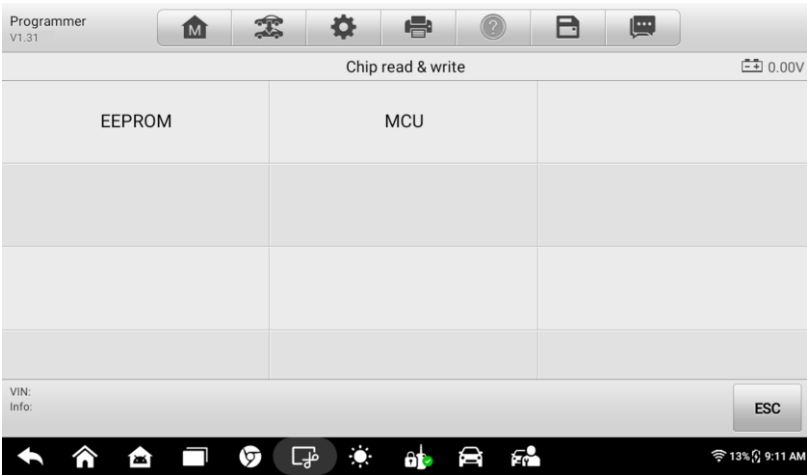 Programmer
V1.31
M
?
Chip read & write
0.00V
EEPROM
MCU
VIN:
Info:
ESC
13%
9:11 AM